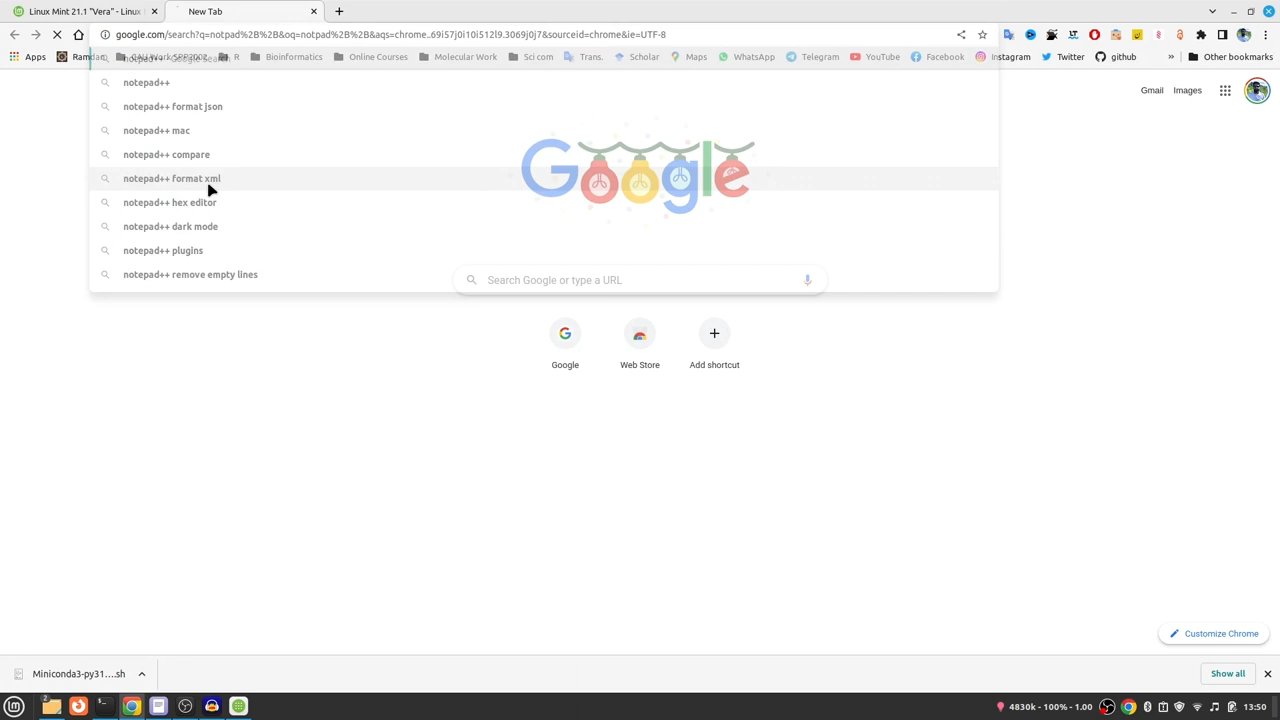 Linux Mint 21.1 "Vera" - Linux
New Tab
google.com/search?q=notpad%2B%2B&oq=notpad%2B%2B&aqs=chrome..69i57j0i10i512l9.3069j0j7&sourceid=chrome&ie=UTF-8
Apps
R
Bioinformatics
Online Courses
Molecular Work
Sci com
Trans.
Scholar
Maps
WhatsApp
Telegram
YouTube
Facebook
Instagram
Twitter
github
»
Other bookmarks
notepad++
notepad++ format json
notepad++ mac
notepad++ compare
notepad++ format xml
notepad++ hex editor
notepad++ dark mode
notepad++ plugins
notepad++ remove empty lines
Gmail
Images
Google
Search Google or type a URL
Google
Web Store
Add shortcut
Customize Chrome
Miniconda3-py31....sh
Show all
4830k - 100% - 1.00
13:50